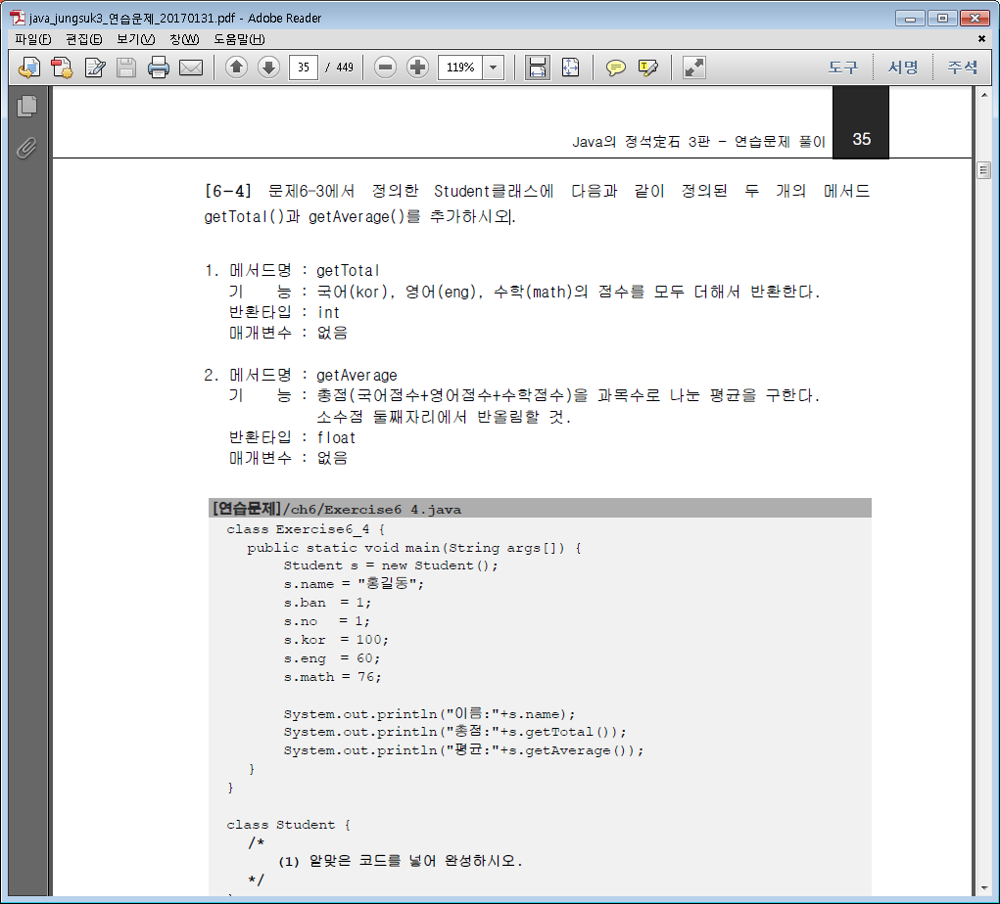 java_jungsuk3_연습문제_20170131.pdf - Adobe Reader
파일(F) 편집(E) 보기(V) 창(W) 도움말(H)
35 / 449 119% 도구 서명 주석
Java의 정석定石 3판 - 연습문제 풀이 35
[6-4] 문제6-3에서 정의한 Student클래스에 다음과 같이 정의된 두 개의 메서드
getTotal()과 getAverage()를 추가하시오.
1. 메서드명 : getTotal
기 능 : 국어(kor), 영어(eng), 수학(math)의 점수를 모두 더해서 반환한다.
반환타입 : int
매개변수 : 없음
2. 메서드명 : getAverage
기 능 : 총점(국어점수+영어점수+수학점수)을 과목수로 나눈 평균을 구한다.
소수점 둘째자리에서 반올림할 것.
반환타입 : float
매개변수 : 없음
[연습문제]/ch6/Exercise6_4.java
class Exercise6_4 {
public static void main(String args[]) {
Student s = new Student();
s.name = "홍길동";
s.ban = 1;
s.no = 1;
s.kor = 100;
s.eng = 60;
s.math = 76;
System.out.println("이름:"+s.name);
System.out.println("총점:"+s.getTotal());
System.out.println("평균:"+s.getAverage());
}
}
class Student {
/*
(1) 알맞은 코드를 넣어 완성하시오.
*/